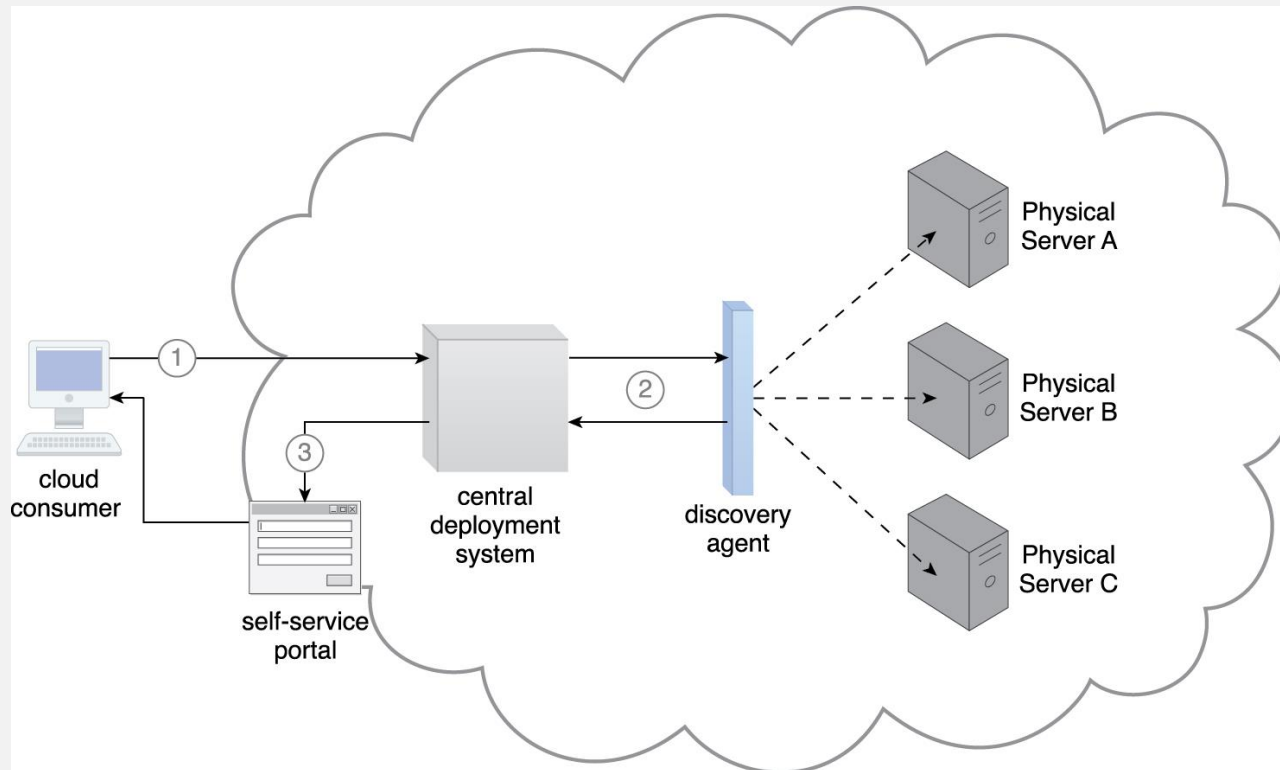 1
2
3
cloud
consumer
self-service
portal
central
deployment
system
discovery
agent
Physical
Server A
Physical
Server B
Physical
Server C